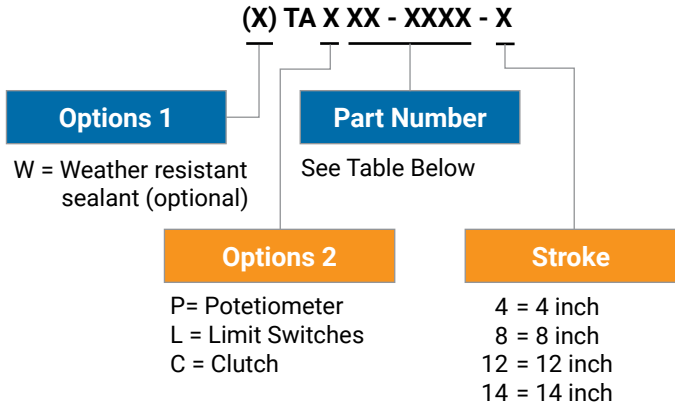 (X) TA X XX - XXXX - X
Options 1
Part Number
W = Weather resistant
sealant (optional)
See Table Below
Options 2
Stroke
P= Potetiometer
L = Limit Switches
C = Clutch
4 = 4 inch
8 = 8 inch
12 = 12 inch
14 = 14 inch